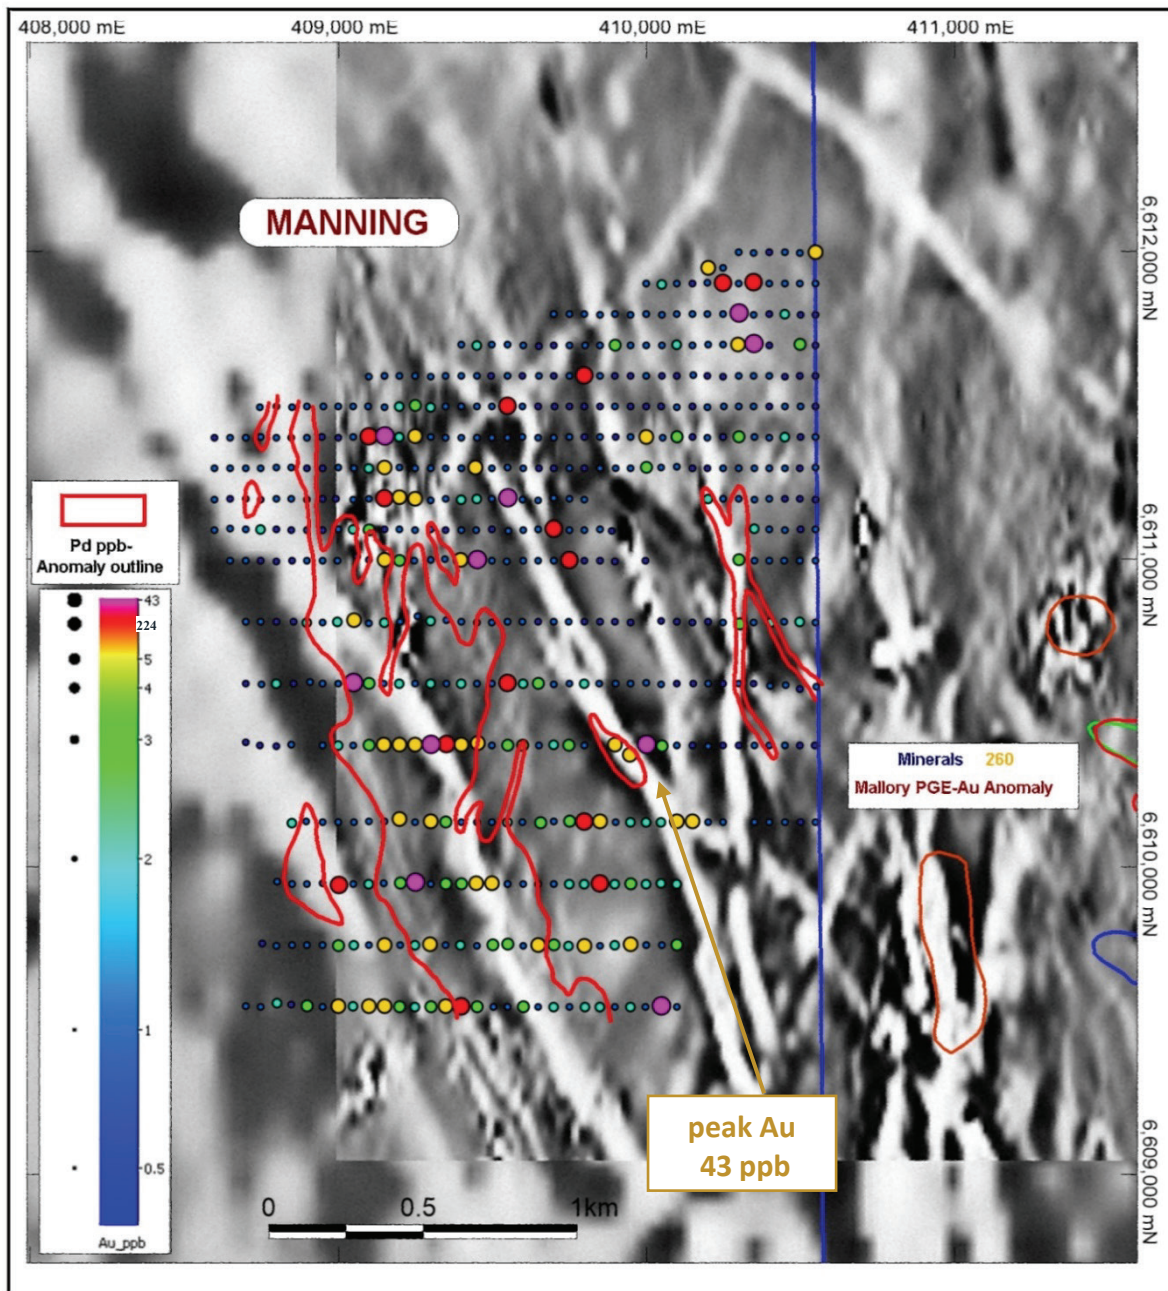 408,000 mE 409,000 mE 410,000 mE 411,000 mE
MANNING
6,612,000 mN
6,611,000 mN
6,610,000 mN
6,609,000 mN
Pd ppb-
Anomaly outline
43
224
5
4
3
2
1
0.5
Au_ppb
Minerals 260
Mallory PGE-Au Anomaly
peak Au
43 ppb
0 0.5 1km